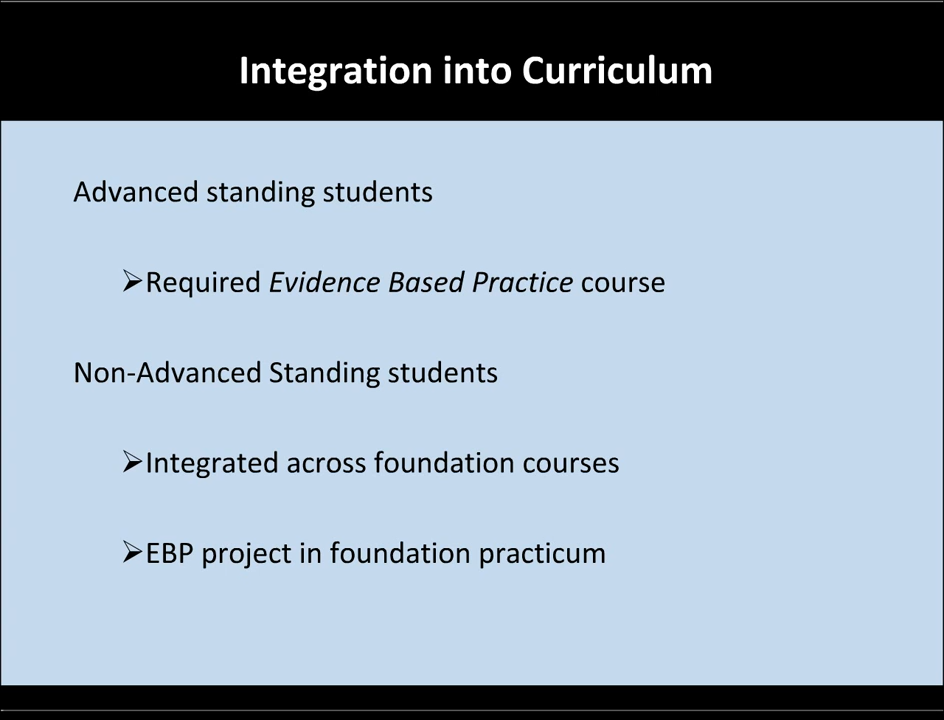 Integration into Curriculum
Advanced standing students
➢Required Evidence Based Practice course
Non-Advanced Standing students
➢Integrated across foundation courses
➢EBP project in foundation practicum